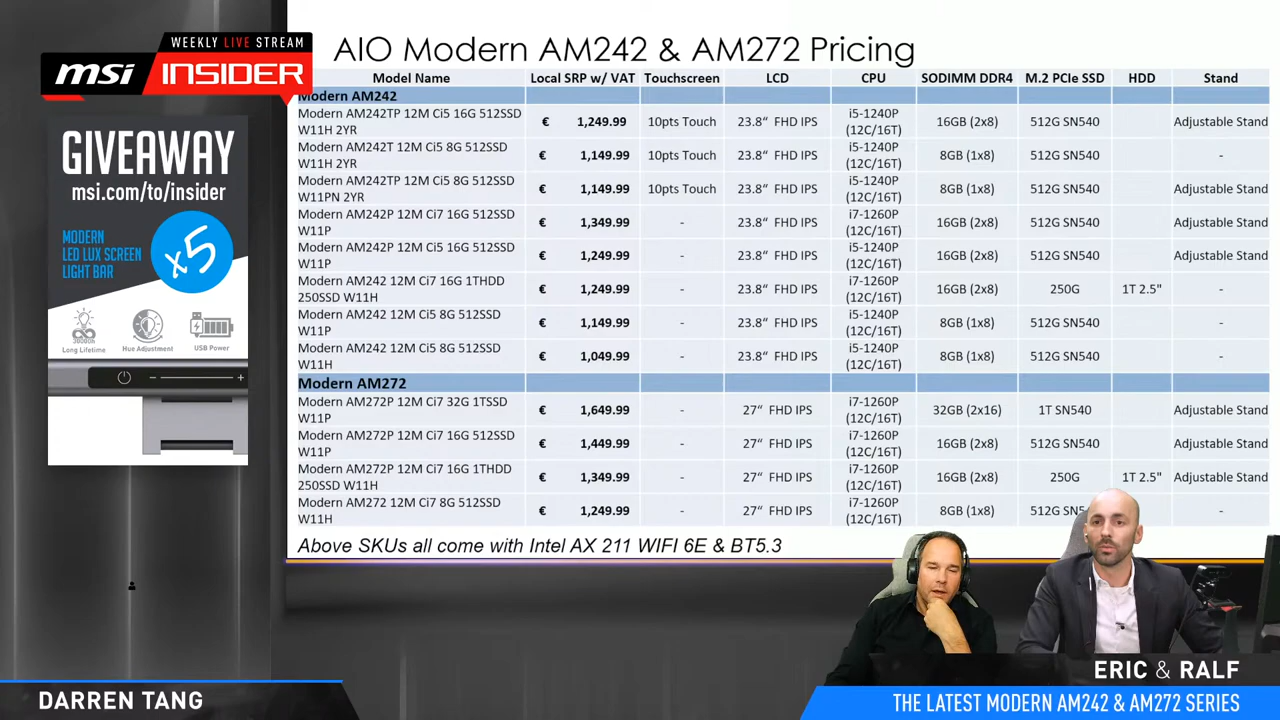 WEEKLY LIVE STREAM
msi INSIDER
GIVEAWAY
msi.com/to/insider
MODERN
LED LUX SCREEN
LIGHT BAR
x5
Long Lifetime Hue Adjustment USB Power
AIO Modern AM242 & AM272 Pricing
Model Name Local SRP w/ VAT Touchscreen LCD CPU SODIMM DDR4 M.2 PCIe SSD HDD Stand
Modern AM242
Modern AM242TP 12M Ci5 16G 512SSD W11H 2YR € 1,249.99 10pts Touch 23.8“ FHD IPS i5-1240P (12C/16T) 16GB (2x8) 512G SN540 Adjustable Stand
Modern AM242T 12M Ci5 8G 512SSD W11H 2YR € 1,149.99 10pts Touch 23.8“ FHD IPS i5-1240P (12C/16T) 8GB (1x8) 512G SN540 -
Modern AM242TP 12M Ci5 8G 512SSD W11PN 2YR € 1,149.99 10pts Touch 23.8“ FHD IPS i5-1240P (12C/16T) 8GB (1x8) 512G SN540 Adjustable Stand
Modern AM242P 12M Ci7 16G 512SSD W11P € 1,349.99 - 23.8“ FHD IPS i7-1260P (12C/16T) 16GB (2x8) 512G SN540 Adjustable Stand
Modern AM242P 12M Ci5 16G 512SSD W11P € 1,249.99 - 23.8“ FHD IPS i5-1240P (12C/16T) 16GB (2x8) 512G SN540 Adjustable Stand
Modern AM242 12M Ci7 16G 1THDD 250SSD W11H € 1,249.99 - 23.8“ FHD IPS i7-1260P (12C/16T) 16GB (2x8) 250G 1T 2.5" -
Modern AM242 12M Ci5 8G 512SSD W11P € 1,149.99 - 23.8“ FHD IPS i5-1240P (12C/16T) 8GB (1x8) 512G SN540 -
Modern AM242 12M Ci5 8G 512SSD W11H € 1,049.99 - 23.8“ FHD IPS i5-1240P (12C/16T) 8GB (1x8) 512G SN540 -
Modern AM272
Modern AM272P 12M Ci7 32G 1TSSD W11P € 1,649.99 - 27“ FHD IPS i7-1260P (12C/16T) 32GB (2x16) 1T SN540 Adjustable Stand
Modern AM272P 12M Ci7 16G 512SSD W11P € 1,449.99 - 27“ FHD IPS i7-1260P (12C/16T) 16GB (2x8) 512G SN540 Adjustable Stand
Modern AM272P 12M Ci7 16G 1THDD 250SSD W11H € 1,349.99 - 27“ FHD IPS i7-1260P (12C/16T) 16GB (2x8) 250G 1T 2.5" Adjustable Stand
Modern AM272 12M Ci7 8G 512SSD W11H € 1,249.99 - 27“ FHD IPS i7-1260P (12C/16T) 8GB (1x8) 512G -
Above SKUs all come with Intel AX 211 WIFI 6E & BT5.3
ERIC & RALF
DARREN TANG
THE LATEST MODERN AM242 & AM272 SERIES